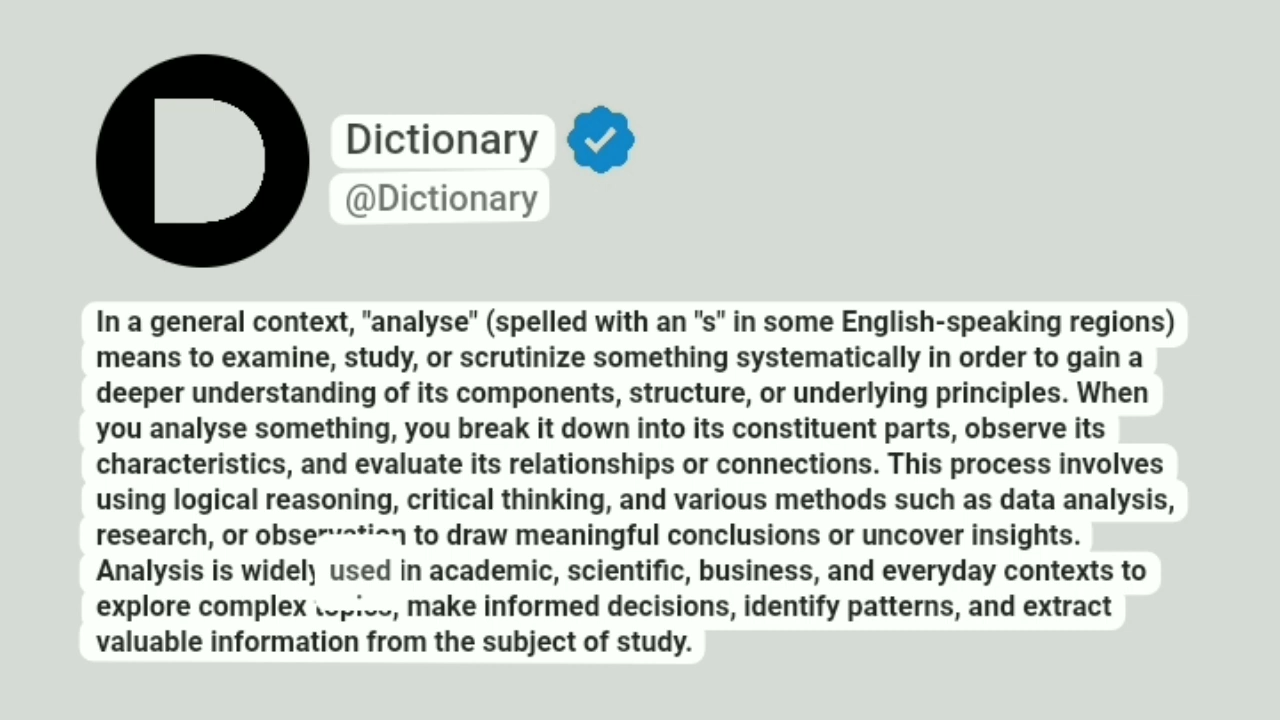 D
Dictionary
@Dictionary
In a general context, "analyse" (spelled with an "s" in some English-speaking regions)
means to examine, study, or scrutinize something systematically in order to gain a
deeper understanding of its components, structure, or underlying principles. When
you analyse something, you break it down into its constituent parts, observe its
characteristics, and evaluate its relationships or connections. This process involves
using logical reasoning, critical thinking, and various methods such as data analysis,
research, or observation to draw meaningful conclusions or uncover insights.
Analysis is widely used in academic, scientific, business, and everyday contexts to
explore complex topics, make informed decisions, identify patterns, and extract
valuable information from the subject of study.